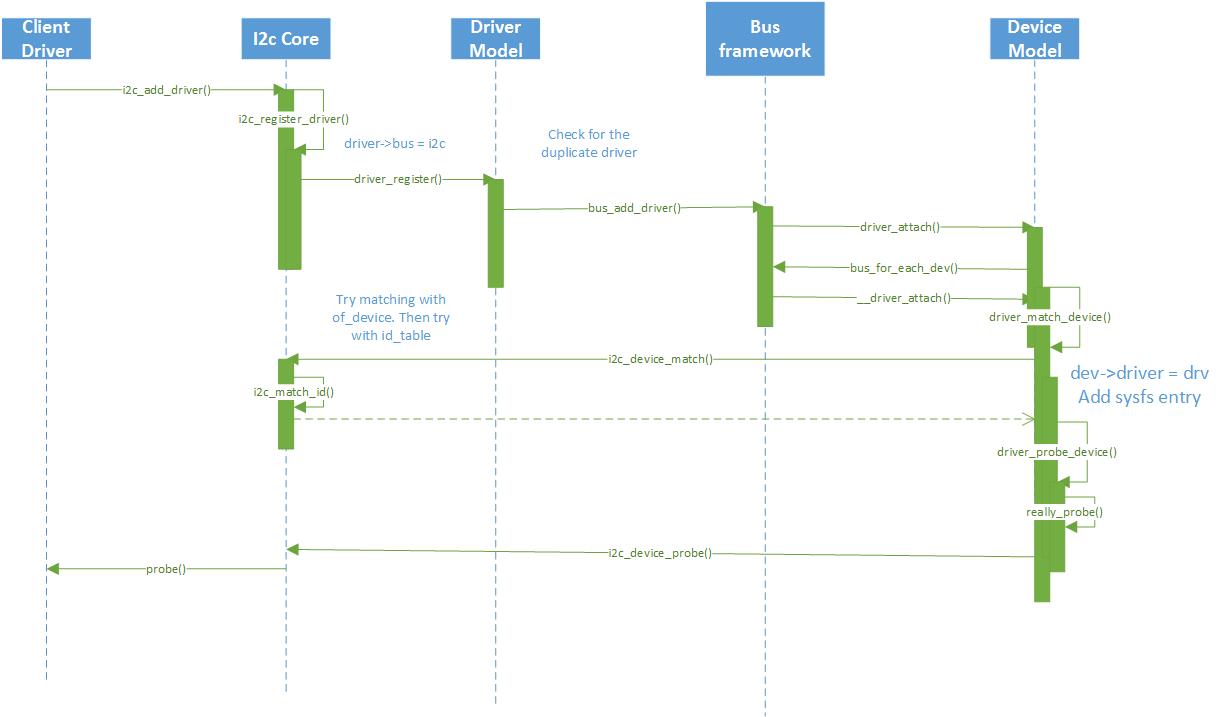 Client
Driver
I2c Core
Driver
Model
Bus
framework
Device
Model
i2c_add_driver()
i2c_register_driver()
driver->bus = i2c
Check for the
duplicate driver
driver_register()
bus_add_driver()
driver_attach()
bus_for_each_dev()
__driver_attach()
Try matching with
of_device. Then try
with id_table
driver_match_device()
i2c_device_match()
dev->driver = drv
Add sysfs entry
i2c_match_id()
driver_probe_device()
really_probe()
i2c_device_probe()
probe()